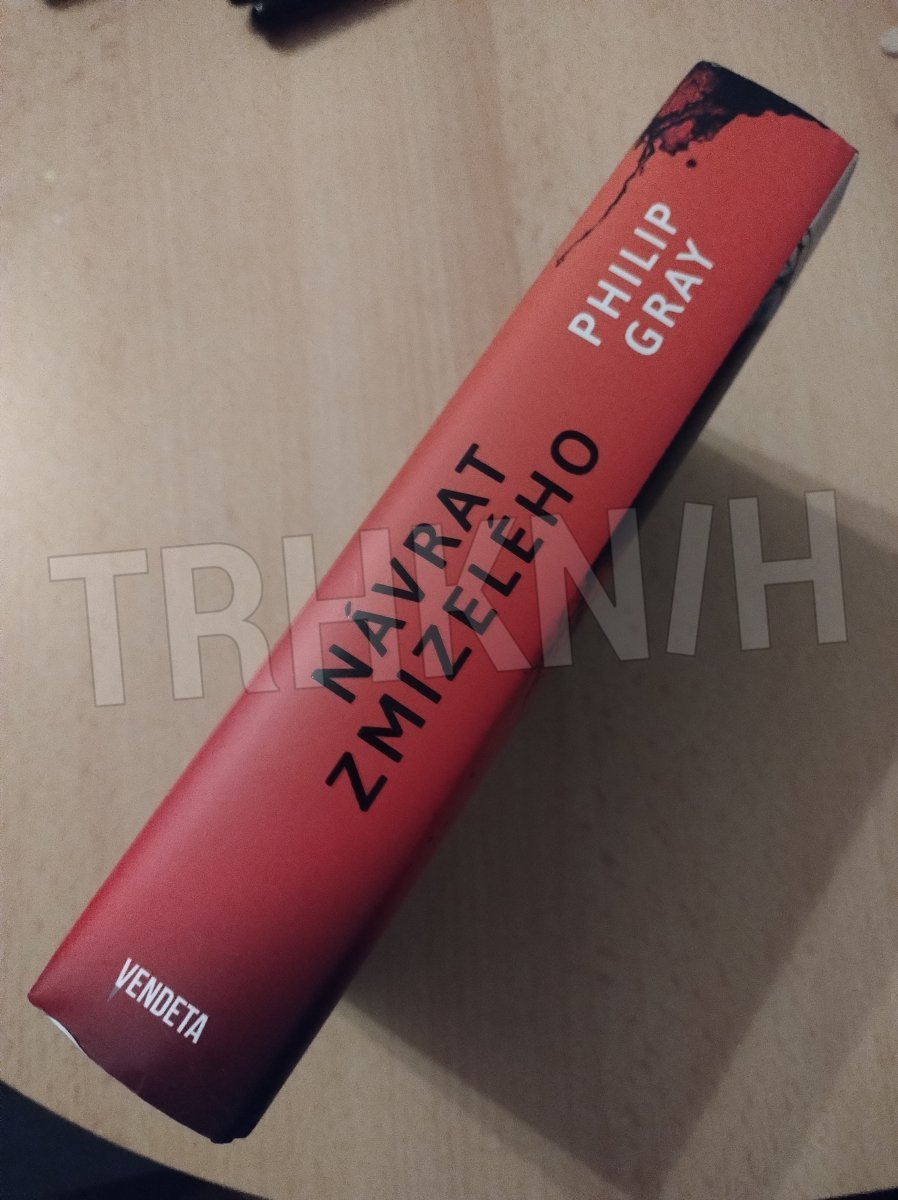 PHILIP
GRAY
NÁVRAT
ZMIZELÉHO
VENDETA
TRHKNIH